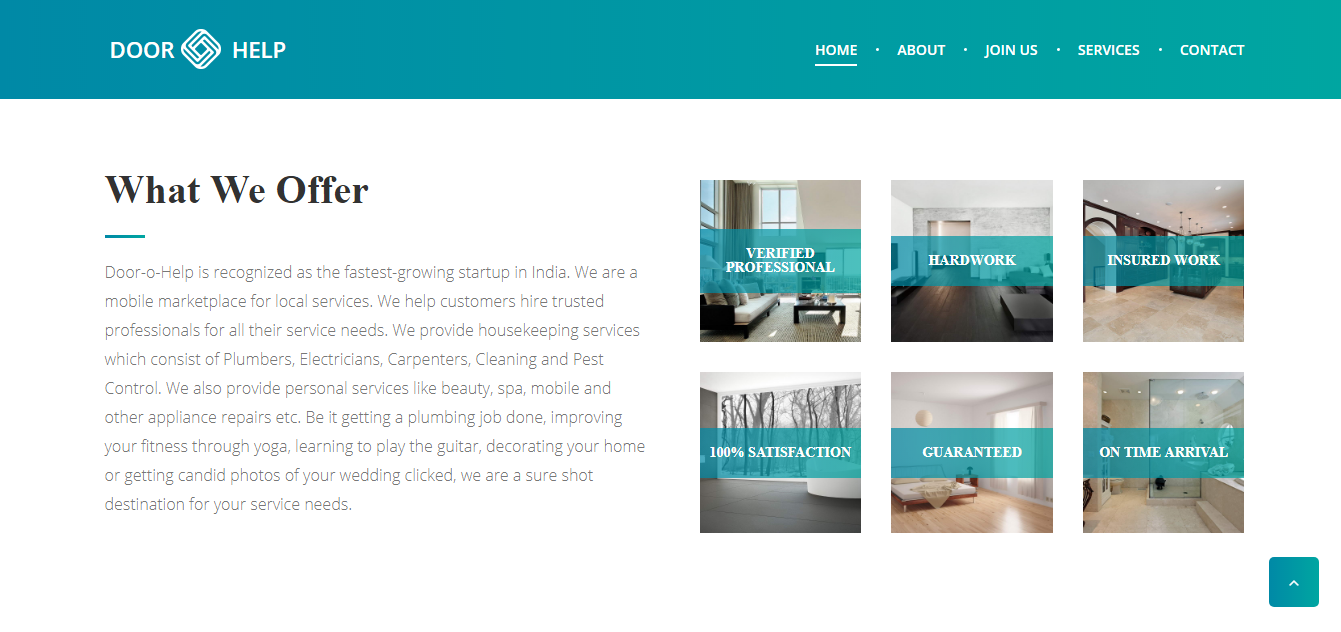 DOOR HELP
HOME • ABOUT • JOIN US • SERVICES • CONTACT
What We Offer
Door-o-Help is recognized as the fastest-growing startup in India. We are a
mobile marketplace for local services. We help customers hire trusted
professionals for all their service needs. We provide housekeeping services
which consist of Plumbers, Electricians, Carpenters, Cleaning and Pest
Control. We also provide personal services like beauty, spa, mobile and
other appliance repairs etc. Be it getting a plumbing job done, improving
your fitness through yoga, learning to play the guitar, decorating your home
or getting candid photos of your wedding clicked, we are a sure shot
destination for your service needs.
VERIFIED
PROFESSIONAL
HARDWORK
INSURED WORK
100% SATISFACTION
GUARANTEED
ON TIME ARRIVAL